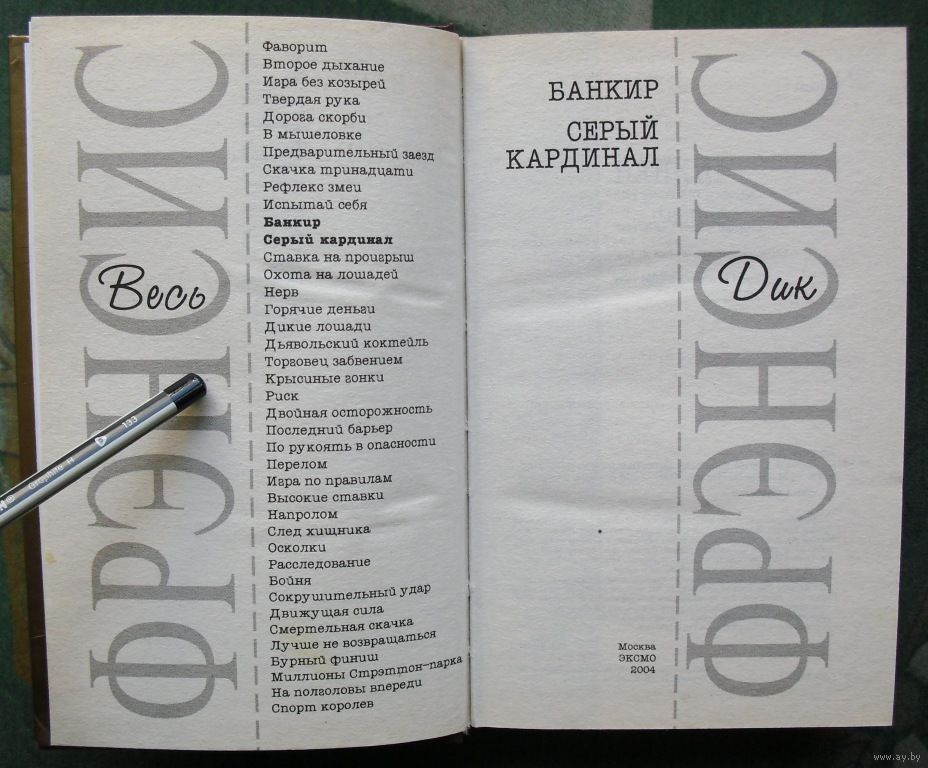 ФРЭНСИС
Весь
Фаворит
Второе дыхание
Игра без козырей
Твердая рука
Дорога скорби
В мышеловке
Предварительный заезд
Скачка тринадцати
Рефлекс змеи
Испытай себя
Банкир
Серый кардинал
Ставка на проигрыш
Охота на лошадей
Нерв
Горячие деньги
Дикие лошади
Дьявольский коктейль
Торговец забвением
Крысиные гонки
Риск
Двойная осторожность
Последний барьер
По рукоять в опасности
Перелом
Игра по правилам
Высокие ставки
Напролом
След хищника
Осколки
Расследование
Бойня
Сокрушительный удар
Движущая сила
Смертельная скачка
Лучше не возвращаться
Бурный финиш
Миллионы Стрэттон-парка
На полголовы впереди
Спорт королев
Graphite H
133
БАНКИР
СЕРЫЙ
КАРДИНАЛ
Москва
ЭКСМО
2004
ФРЭНСИС
Дик
www.ay.by